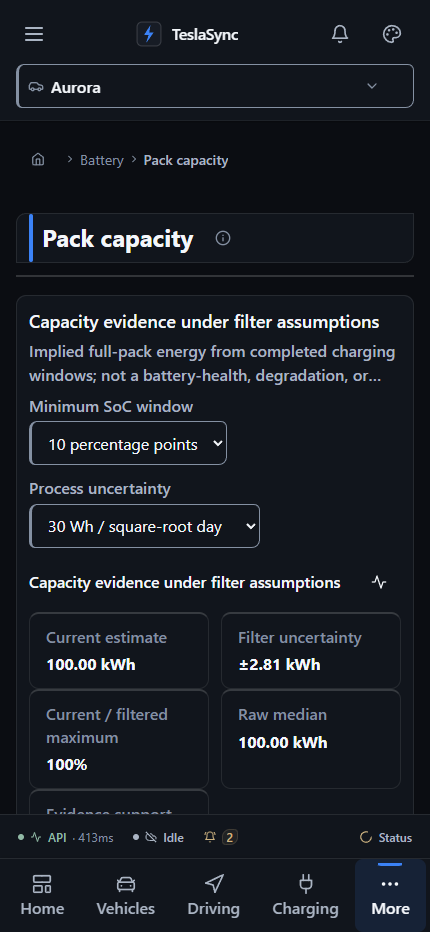 TeslaSync
Aurora
Battery
Pack capacity
Pack capacity
Capacity evidence under filter assumptions
Implied full-pack energy from completed charging
windows; not a battery-health, degradation, or...
Minimum SoC window
10 percentage points
Process uncertainty
30 Wh / square-root day
Capacity evidence under filter assumptions
Current estimate
100.00 kWh
Filter uncertainty
±2.81 kWh
Current / filtered
maximum
100%
Raw median
100.00 kWh
Evidence support
API · 413ms
Idle
2
Status
Home
Vehicles
Driving
Charging
More